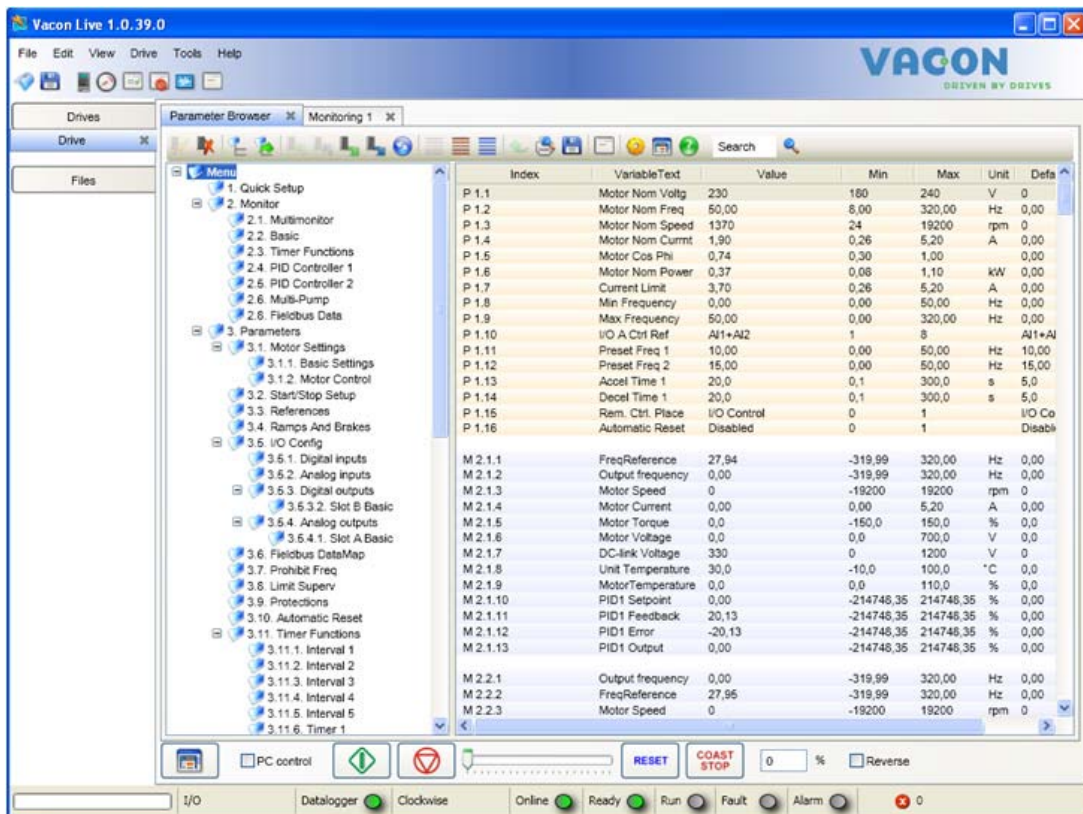 Vacon Live 1.0.39.0
File Edit View Drive Tools Help
VACON
DRIVEN BY DRIVES
Drives
Drive
Files
Parameter Browser Monitoring 1
Search
Menu
1. Quick Setup
2. Monitor
2.1. Multimonitor
2.2. Basic
2.3. Timer Functions
2.4. PID Controller 1
2.5. PID Controller 2
2.6. Multi-Pump
2.8. Fieldbus Data
3. Parameters
3.1. Motor Settings
3.1.1. Basic Settings
3.1.2. Motor Control
3.2. Start/Stop Setup
3.3. References
3.4. Ramps And Brakes
3.5. I/O Config
3.5.1. Digital inputs
3.5.2. Analog inputs
3.5.3. Digital outputs
3.5.3.2. Slot B Basic
3.5.4. Analog outputs
3.5.4.1. Slot A Basic
3.6. Fieldbus DataMap
3.7. Prohibit Freq
3.8. Limit Superv
3.9. Protections
3.10. Automatic Reset
3.11. Timer Functions
3.11.1. Interval 1
3.11.2. Interval 2
3.11.3. Interval 3
3.11.4. Interval 4
3.11.5. Interval 5
3.11.6. Timer 1
Index VariableText Value Min Max Unit Defa
P 1.1 Motor Nom Voltg 230 180 240 V 0
P 1.2 Motor Nom Freq 50,00 8,00 320,00 Hz 0,00
P 1.3 Motor Nom Speed 1370 24 19200 rpm 0
P 1.4 Motor Nom Currnt 1,90 0,26 5,20 A 0,00
P 1.5 Motor Cos Phi 0,74 0,30 1,00 0,00
P 1.6 Motor Nom Power 0,37 0,08 1,10 kW 0,00
P 1.7 Current Limit 3,70 0,26 5,20 A 0,00
P 1.8 Min Frequency 0,00 0,00 50,00 Hz 0,00
P 1.9 Max Frequency 50,00 0,00 320,00 Hz 0,00
P 1.10 I/O A Ctrl Ref AI1+AI2 1 8 AI1+AI
P 1.11 Preset Freq 1 10,00 0,00 50,00 Hz 10,00
P 1.12 Preset Freq 2 15,00 0,00 50,00 Hz 15,00
P 1.13 Accel Time 1 20,0 0,1 300,0 s 5,0
P 1.14 Decel Time 1 20,0 0,1 300,0 s 5,0
P 1.15 Rem. Ctrl. Place I/O Control 0 1 I/O Co
P 1.16 Automatic Reset Disabled 0 1 Disabl
M 2.1.1 FreqReference 27,94 -319,99 320,00 Hz 0,00
M 2.1.2 Output frequency 0,00 -319,99 320,00 Hz 0,00
M 2.1.3 Motor Speed 0 -19200 19200 rpm 0
M 2.1.4 Motor Current 0,00 0,00 5,20 A 0,00
M 2.1.5 Motor Torque 0,0 -150,0 150,0 % 0,0
M 2.1.6 Motor Voltage 0,0 0,0 700,0 V 0,0
M 2.1.7 DC-link Voltage 330 0 1200 V 0
M 2.1.8 Unit Temperature 30,0 -10,0 100,0 °C 0,0
M 2.1.9 MotorTemperature 0,0 0,0 110,0 % 0,0
M 2.1.10 PID1 Setpoint 0,00 -214748,35 214748,35 % 0,00
M 2.1.11 PID1 Feedback 20,13 -214748,35 214748,35 % 0,00
M 2.1.12 PID1 Error -20,13 -214748,35 214748,35 % 0,00
M 2.1.13 PID1 Output 0,00 -214748,35 214748,35 % 0,00
M 2.2.1 Output frequency 0,00 -319,99 320,00 Hz 0,00
M 2.2.2 FreqReference 27,95 -319,99 320,00 Hz 0,00
M 2.2.3 Motor Speed 0 -19200 19200 rpm 0
PC control RESET COAST STOP 0 % Reverse
I/O Datalogger Clockwise Online Ready Run Fault Alarm 0